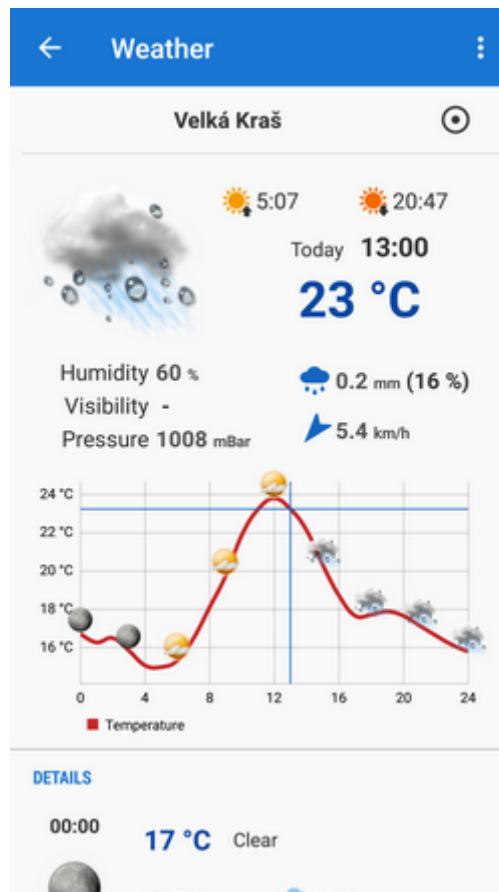 Weather
Velká Kraš
5:07 20:47
Today 13:00
23 °C
Humidity 60 % 0.2 mm (16 %)
Visibility -
Pressure 1008 mBar 5.4 km/h
24 °C
22 °C
20 °C
18 °C
16 °C
0 4 8 12 16 20 24
Temperature
DETAILS
00:00
17 °C Clear